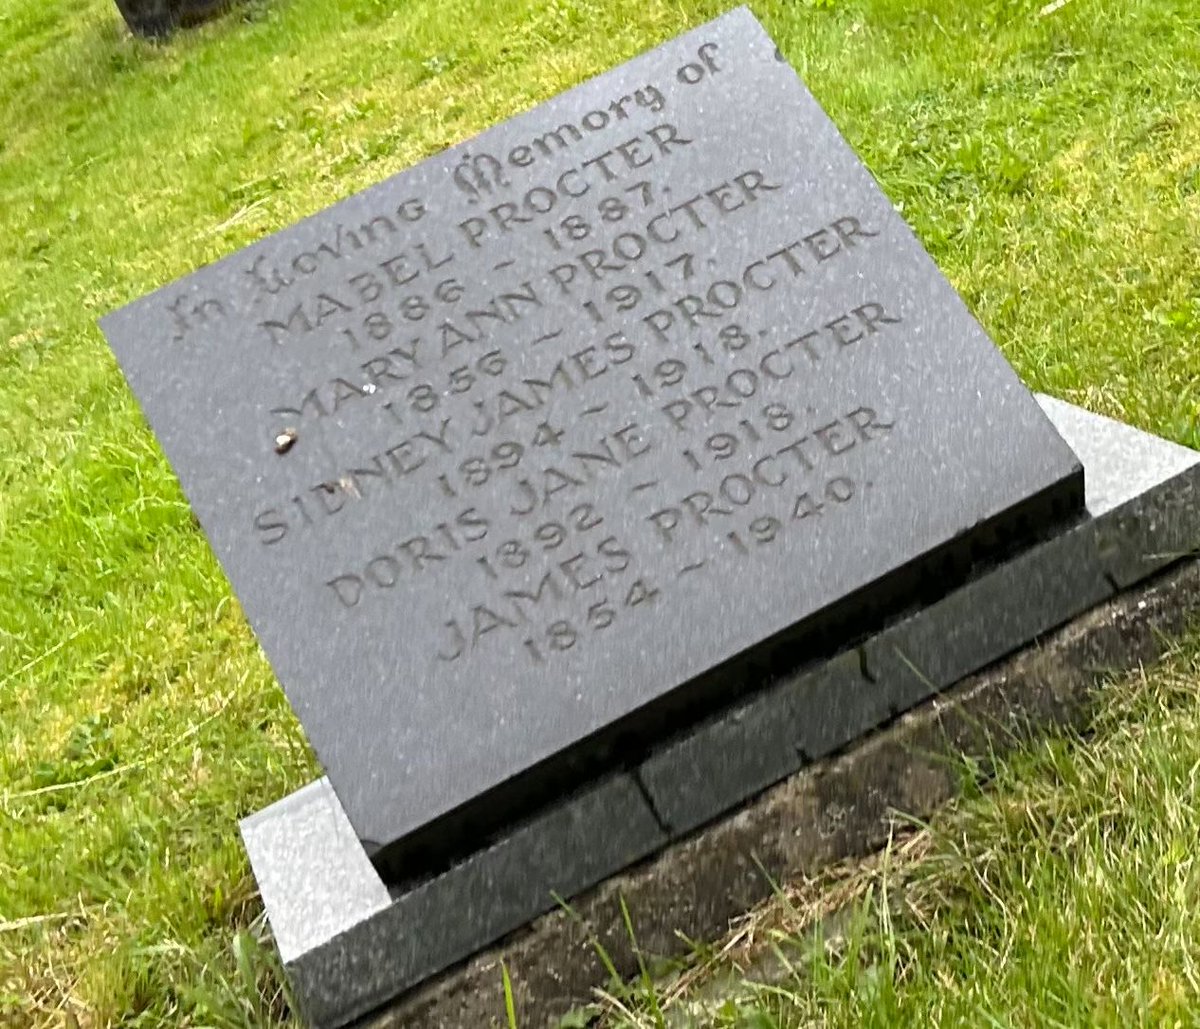 In Loving Memory of
MABEL PROCTER
1886 ~ 1887.
MARY ANN PROCTER
1856 ~ 1917.
SIDNEY JAMES PROCTER
1894 ~ 1918.
DORIS JANE PROCTER
1892 ~ 1918.
JAMES PROCTER
1854 ~ 1940.